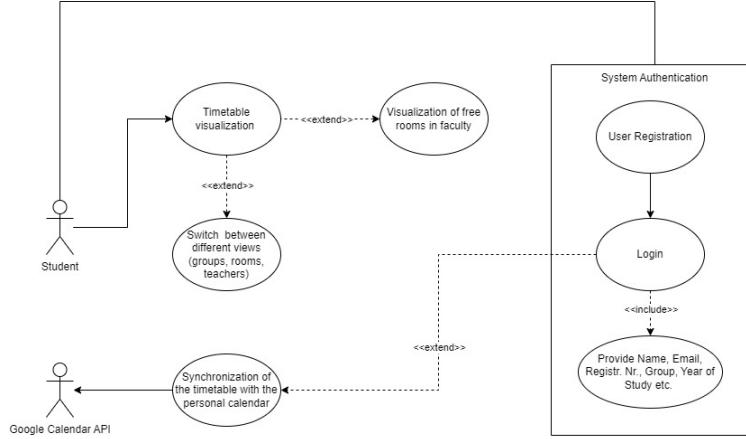 System Authentication
Timetable
visualization
<<extend>>
Visualization of free
rooms in faculty
User Registration
<<extend>>
Switch between
different views
(groups, rooms,
teachers)
Student
Login
<<include>>
<<extend>>
Provide Name, Email,
Registr. Nr., Group, Year of
Study etc.
Synchronization of
the timetable with the
personal calendar
Google Calendar API